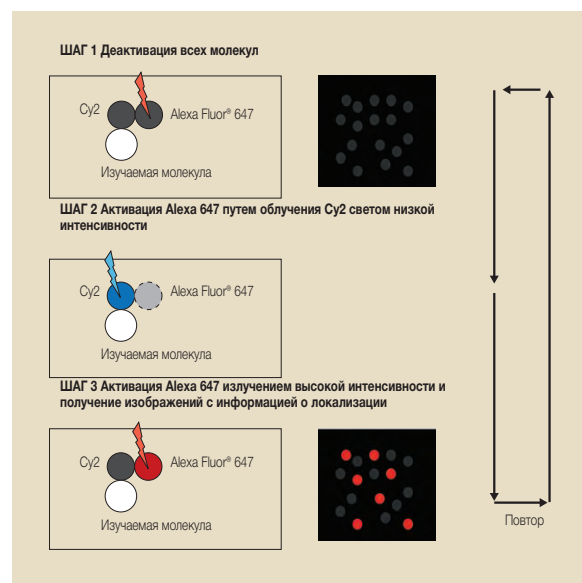 ШАГ 1 Деактивация всех молекул
Cy2
Alexa Fluor® 647
Изучаемая молекула
ШАГ 2 Активация Alexa 647 путем облучения Cy2 светом низкой
интенсивности
Cy2
Alexa Fluor® 647
Изучаемая молекула
ШАГ 3 Активация Alexa 647 излучением высокой интенсивности и
получение изображений с информацией о локализации
Cy2
Alexa Fluor® 647
Изучаемая молекула
Повтор